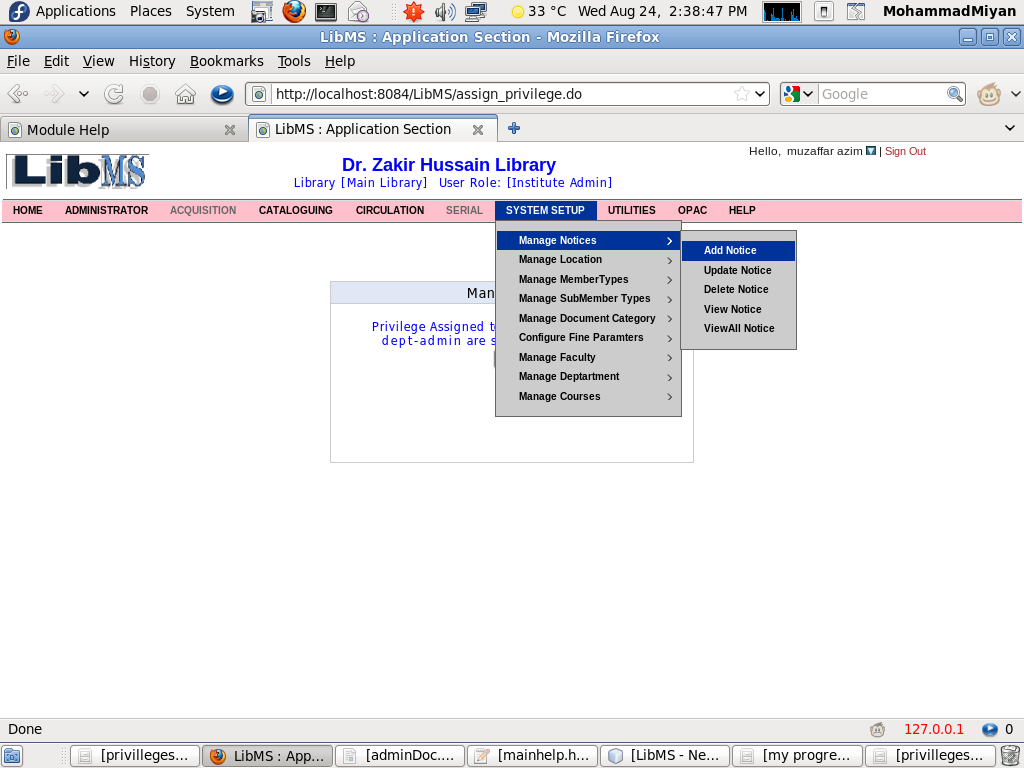 Applications Places System 33 °C Wed Aug 24, 2:38:47 PM MohammadMiyan
LibMS : Application Section - Mozilla Firefox
File Edit View History Bookmarks Tools Help
http://localhost:8084/LibMS/assign_privilege.do Google
Module Help LibMS : Application Section
LibMS
Hello, muzaffar azim | Sign Out
Dr. Zakir Hussain Library
Library [Main Library] User Role: [Institute Admin]
HOME ADMINISTRATOR ACQUISITION CATALOGUING CIRCULATION SERIAL SYSTEM SETUP UTILITIES OPAC HELP
Manage Notices
Manage Location
Manage MemberTypes
Manage SubMember Types
Manage Document Category
Configure Fine Paramters
Manage Faculty
Manage Deptartment
Manage Courses
Add Notice
Update Notice
Delete Notice
View Notice
ViewAll Notice
Man
Privilege Assigned t
dept-admin are s
Done 127.0.0.1 0
[privilleges... LibMS : App... [adminDoc.... [mainhelp.h... [LibMS - Ne... [my progre... [privilleges...